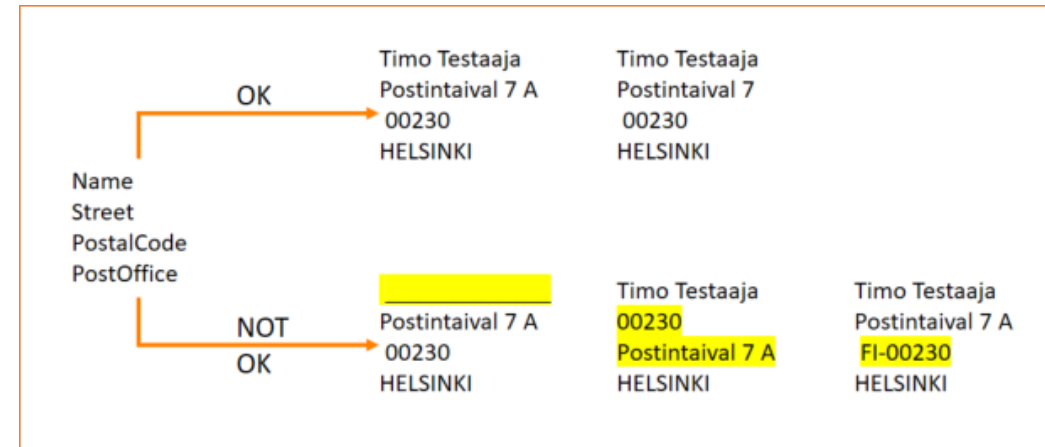 Timo Testaaja
Postintaival 7 A
00230
HELSINKI
Timo Testaaja
Postintaival 7
00230
HELSINKI
OK
Name
Street
PostalCode
PostOffice
NOT
OK
Postintaival 7 A
00230
HELSINKI
Timo Testaaja
00230
Postintaival 7 A
HELSINKI
Timo Testaaja
Postintaival 7 A
FI-00230
HELSINKI